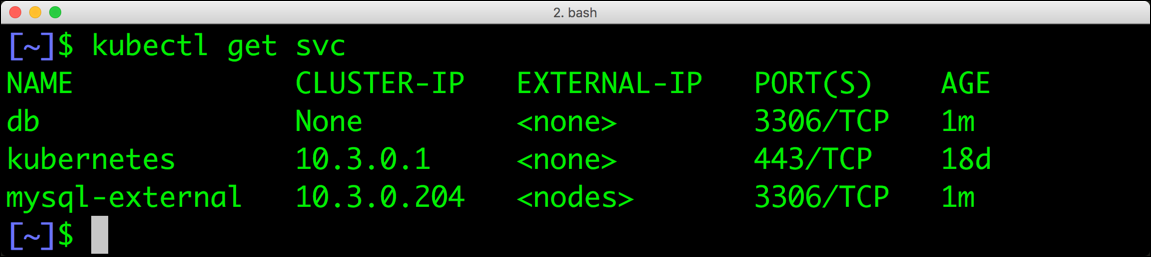 2. bash
[~]$ kubectl get svc
NAME CLUSTER-IP EXTERNAL-IP PORT(S) AGE
db None <none> 3306/TCP 1m
kubernetes 10.3.0.1 <none> 443/TCP 18d
mysql-external 10.3.0.204 <nodes> 3306/TCP 1m
[~]$